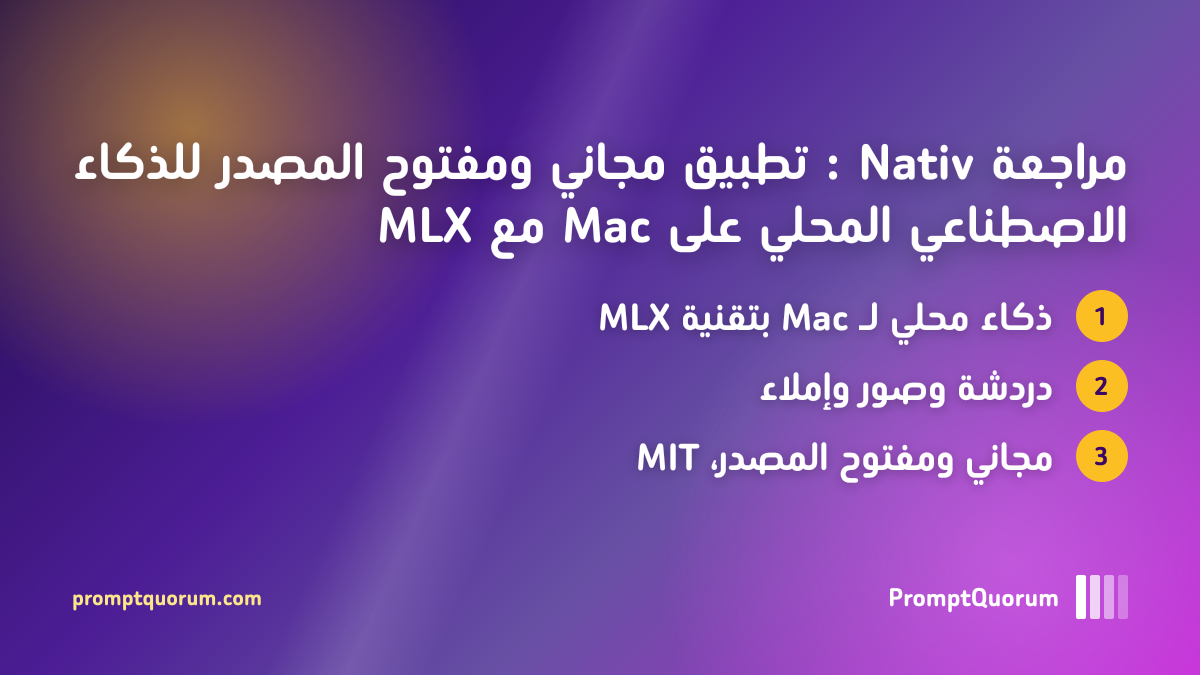 مراجعة Nativ : تطبيق مجاني ومفتوح المصدر للذكاء
الاصطناعي المحلي على Mac مع MLX
1 ذكاء محلي لـ Mac بتقنية MLX
2 دردشة وصور وإملاء
3 مجاني ومفتوح المصدر، MIT
PromptQuorum
promptquorum.com